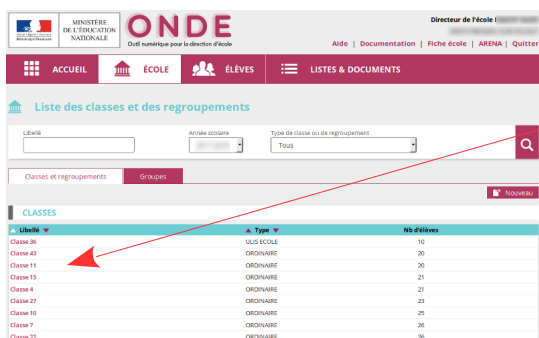 MINISTÈRE
DE L'ÉDUCATION
NATIONALE
ONDE
Outil numérique pour la direction d'école
Directeur de l'école
Aide | Documentation | Fiche école | ARENA | Quitter
ACCUEIL ÉCOLE ÉLÈVES LISTES & DOCUMENTS
Liste des classes et des regroupements
Libellé Année scolaire Type de classe ou de regroupement
Tous
Classes et regroupements Groupes
Nouveau
CLASSES
Libellé Type Nb d'élèves
Classe 36 ULIS ECOLE 10
Classe 43 ORDINAIRE 20
Classe 11 ORDINAIRE 20
Classe 15 ORDINAIRE 21
Classe 4 ORDINAIRE 21
Classe 27 ORDINAIRE 23
Classe 10 ORDINAIRE 25
Classe 7 ORDINAIRE 26
Classe 22 ORDINAIRE 26